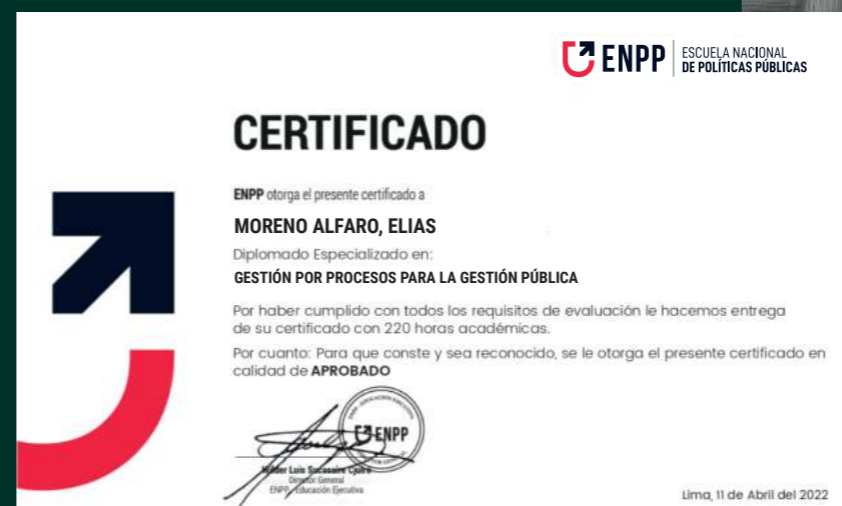 ENPP
ESCUELA NACIONAL
DE POLÍTICAS PÚBLICAS
CERTIFICADO
ENPP otorga el presente certificado a
MORENO ALFARO, ELIAS
Diplomado Especializado en:
GESTIÓN POR PROCESOS PARA LA GESTIÓN PÚBLICA
Por haber cumplido con todos los requisitos de evaluación le hacemos entrega
de su certificado con 220 horas académicas.
Por cuanto: Para que conste y sea reconocido, se le otorga el presente certificado en
calidad de APROBADO
ENPP
Luis
Director General
ENPP Educación Ejecutiva
Lima, 11 de Abril del 2022